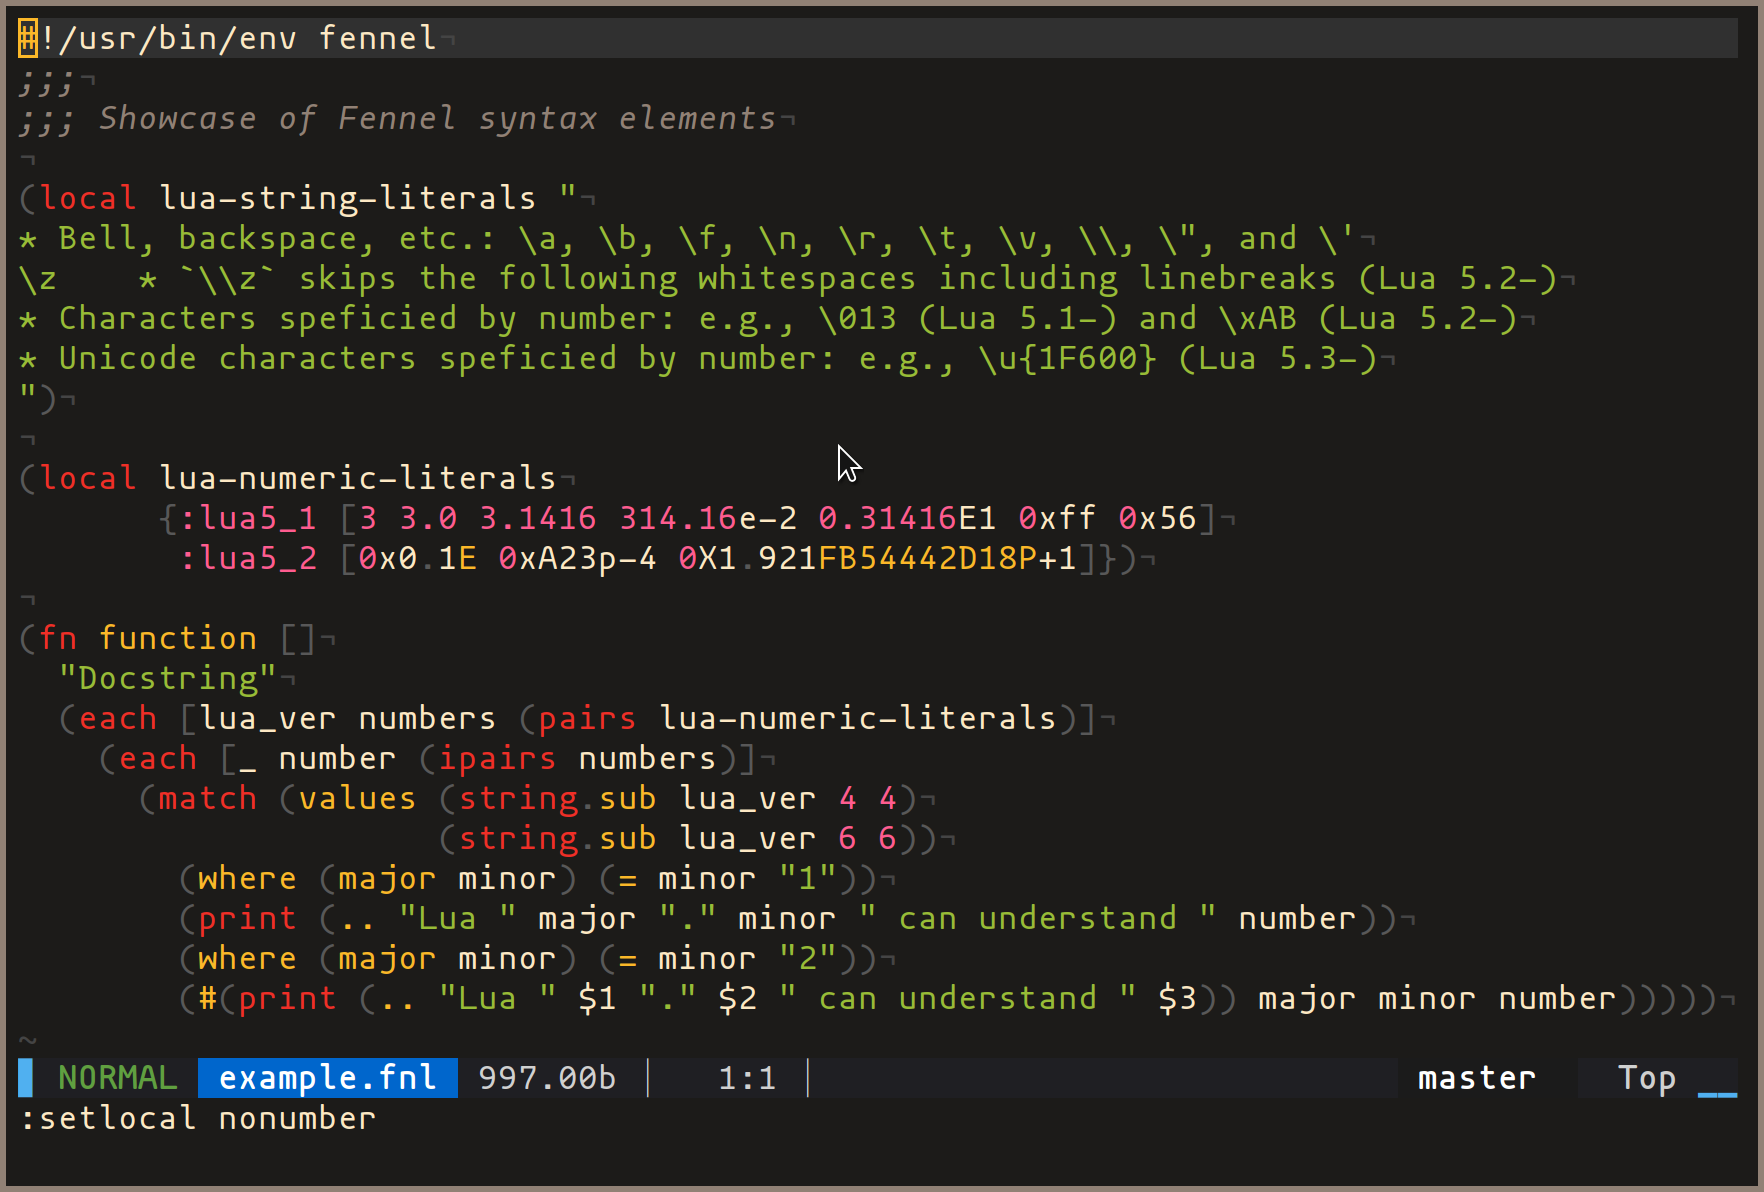 #!/usr/bin/env fennel¬
;;;¬
;;; Showcase of Fennel syntax elements¬
¬
(local lua-string-literals "¬
* Bell, backspace, etc.: \a, \b, \f, \n, \r, \t, \v, \\, \", and \'¬
\z    * `\\z` skips the following whitespaces including linebreaks (Lua 5.2-)¬
* Characters speficied by number: e.g., \013 (Lua 5.1-) and \xAB (Lua 5.2-)¬
* Unicode characters speficied by number: e.g., \u{1F600} (Lua 5.3-)¬
")¬
¬
(local lua-numeric-literals¬
       {:lua5_1 [3 3.0 3.1416 314.16e-2 0.31416E1 0xff 0x56]¬
        :lua5_2 [0x0.1E 0xA23p-4 0X1.921FB54442D18P+1]})¬
¬
(fn function []¬
  "Docstring"¬
  (each [lua_ver numbers (pairs lua-numeric-literals)]¬
    (each [_ number (ipairs numbers)]¬
      (match (values (string.sub lua_ver 4 4)¬
                     (string.sub lua_ver 6 6))¬
        (where (major minor) (= minor "1"))¬
        (print (.. "Lua " major "." minor " can understand " number))¬
        (where (major minor) (= minor "2"))¬
        (#(print (.. "Lua " $1 "." $2 " can understand " $3)) major minor number)))))¬
~
NORMAL example.fnl 997.00b | 1:1 | master Top __
:setlocal nonumber